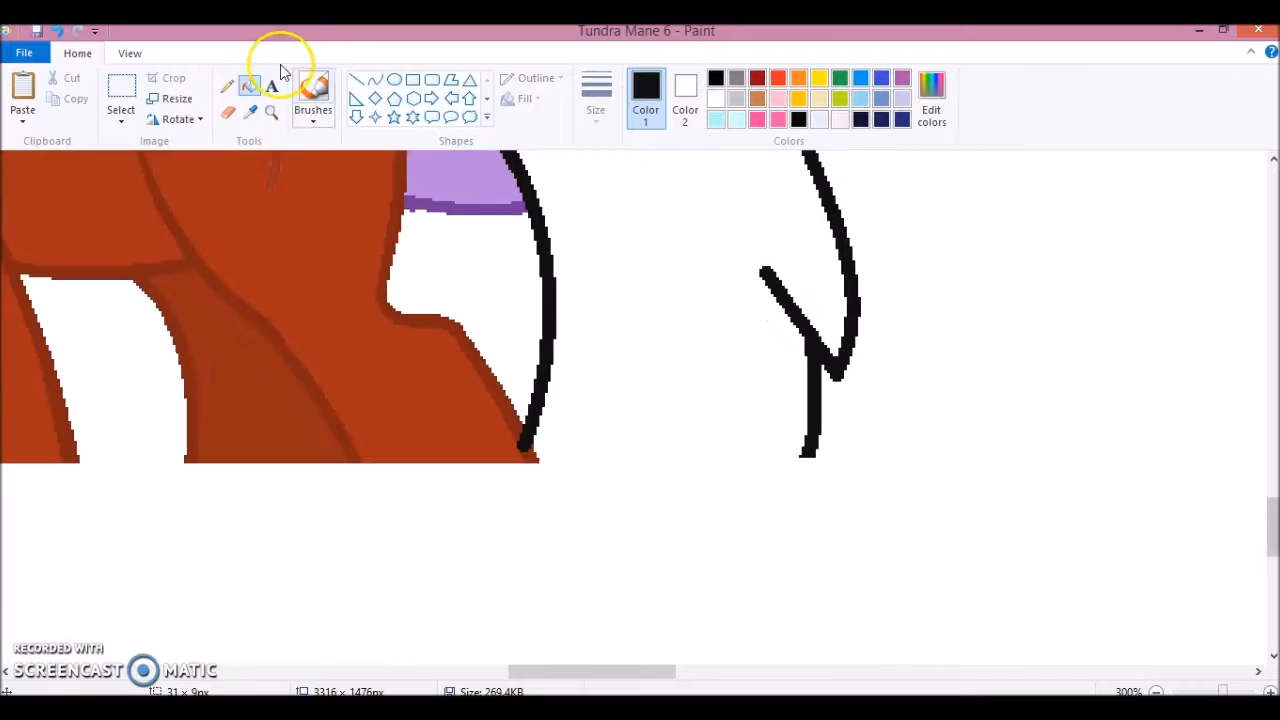 Tundra Mane 6 - Paint
File Home View
Paste
Cut
Copy
Clipboard
Select
Crop
Resize
Rotate
Image
A
Tools
Brushes
Outline
Fill
Shapes
Size
Color
1
Color
2
Edit
colors
Colors
RECORDED WITH
SCREENCAST MATIC
31 × 9px 3316 × 1476px Size: 269.4KB 300%